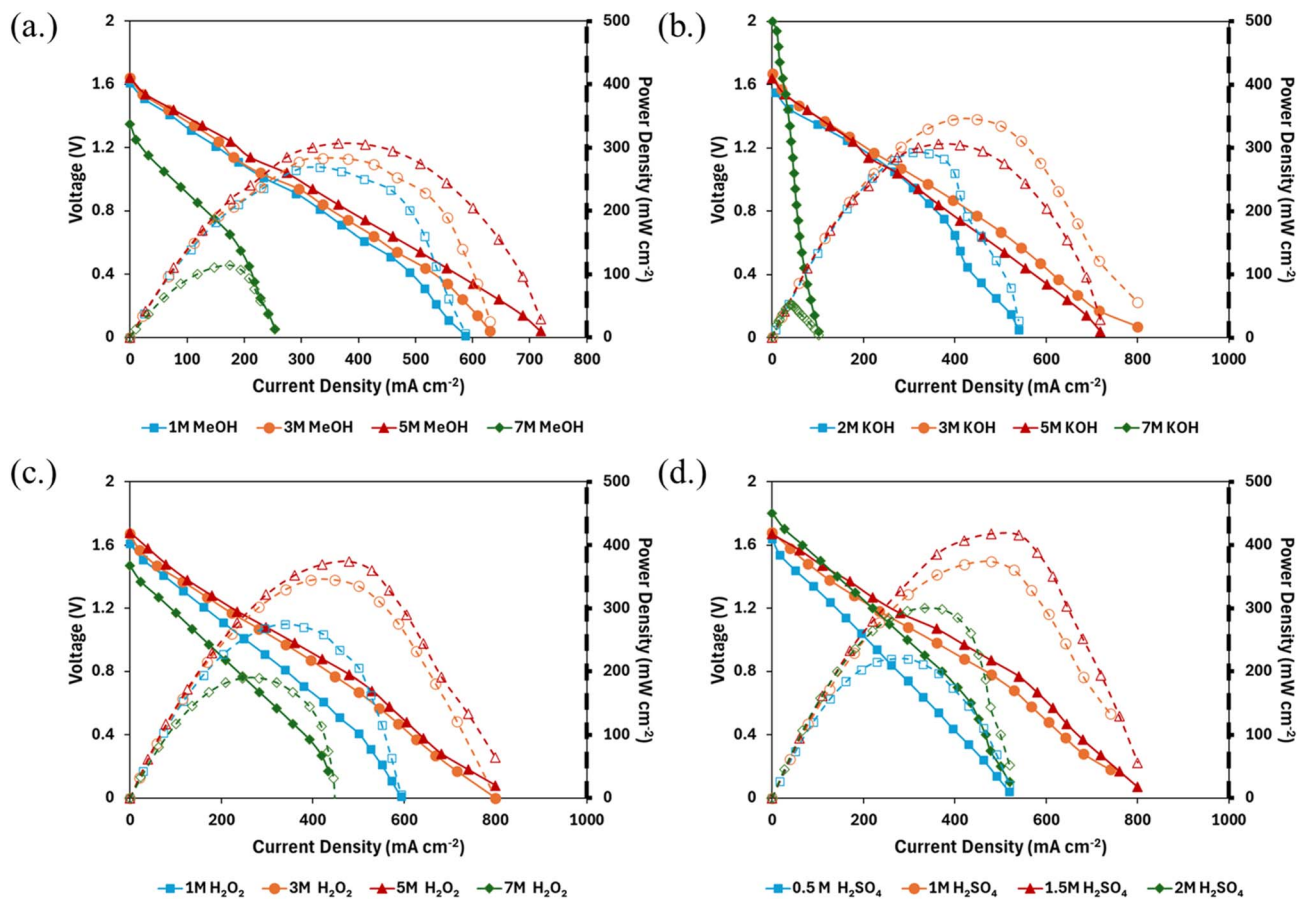 (a.)
2
1.6
1.2
0.8
0.4
0
Voltage (V)
500
400
300
200
100
0
Power Density (mW cm-2)
0 100 200 300 400 500 600 700 800
Current Density (mA cm-2)
1M MeOH 3M MeOH 5M MeOH 7M MeOH
(b.)
2
1.6
1.2
0.8
0.4
0
Voltage (V)
500
400
300
200
100
0
Power Density (mW cm-2)
0 200 400 600 800 1000
Current Density (mA cm-2)
2M KOH 3M KOH 5M KOH 7M KOH
(c.)
2
1.6
1.2
0.8
0.4
0
Voltage (V)
500
400
300
200
100
0
Power Density (mW cm-2)
0 200 400 600 800 1000
Current Density (mA cm-2)
1M H2O2 3M H2O2 5M H2O2 7M H2O2
(d.)
2
1.6
1.2
0.8
0.4
0
Voltage (V)
500
400
300
200
100
0
Power Density (mW cm-2)
0 200 400 600 800 1000
Current Density (mA cm-2)
0.5 M H2SO4 1M H2SO4 1.5M H2SO4 2M H2SO4